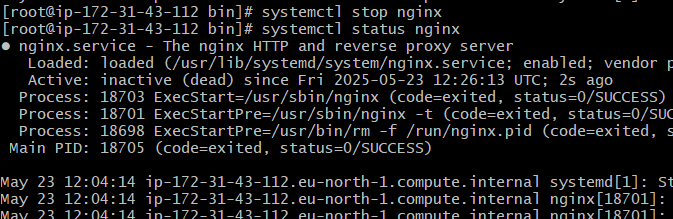 [root@ip-172-31-43-112 bin]# systemctl stop nginx
[root@ip-172-31-43-112 bin]# systemctl status nginx
● nginx.service - The nginx HTTP and reverse proxy server
Loaded: loaded (/usr/lib/systemd/system/nginx.service; enabled; vendor p
Active: inactive (dead) since Fri 2025-05-23 12:26:13 UTC; 2s ago
Process: 18703 ExecStart=/usr/sbin/nginx (code=exited, status=0/SUCCESS)
Process: 18701 ExecStartPre=/usr/sbin/nginx -t (code=exited, status=0/SUC
Process: 18698 ExecStartPre=/usr/bin/rm -f /run/nginx.pid (code=exited, s
Main PID: 18705 (code=exited, status=0/SUCCESS)
May 23 12:04:14 ip-172-31-43-112.eu-north-1.compute.internal systemd[1]: St
May 23 12:04:14 ip-172-31-43-112.eu-north-1.compute.internal nginx[18701]:
May 23 12:04:14 ip-172-31-43-112.eu-north-1.compute.internal nginx[18701]: